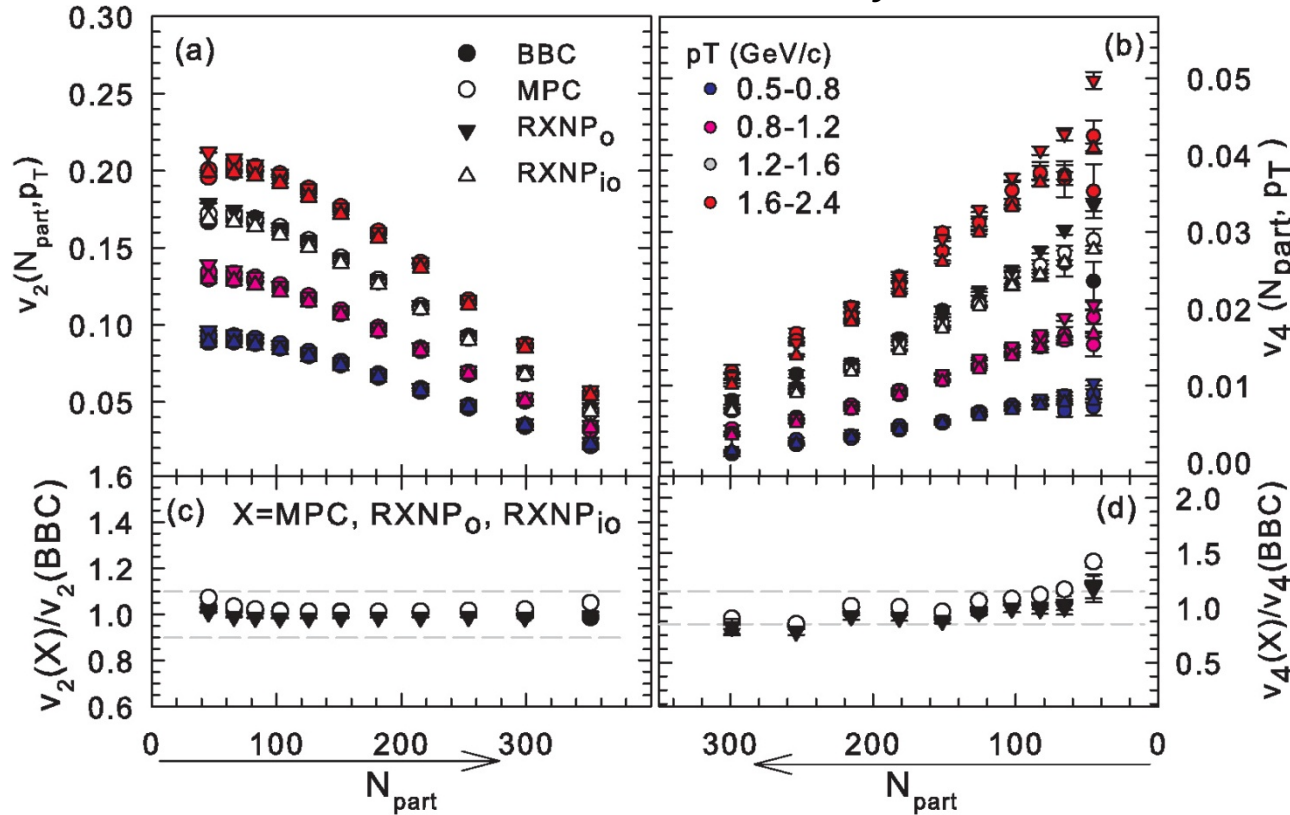 (a)
BBC
MPC
RXNPo
RXNPio
v2(Npart,pT)
0.30
0.25
0.20
0.15
0.10
0.05
(b)
pT (GeV/c)
0.5-0.8
0.8-1.2
1.2-1.6
1.6-2.4
0.05
0.04
0.03
0.02
0.01
0.00
v4 (Npart, pT)
(c) X=MPC, RXNPo, RXNPio
v2(X)/v2(BBC)
1.6
1.4
1.2
1.0
0.8
0.6
(d)
2.0
1.5
1.0
0.5
v4(X)/v4(BBC)
0 100 200 300
Npart
300 200 100 0
Npart